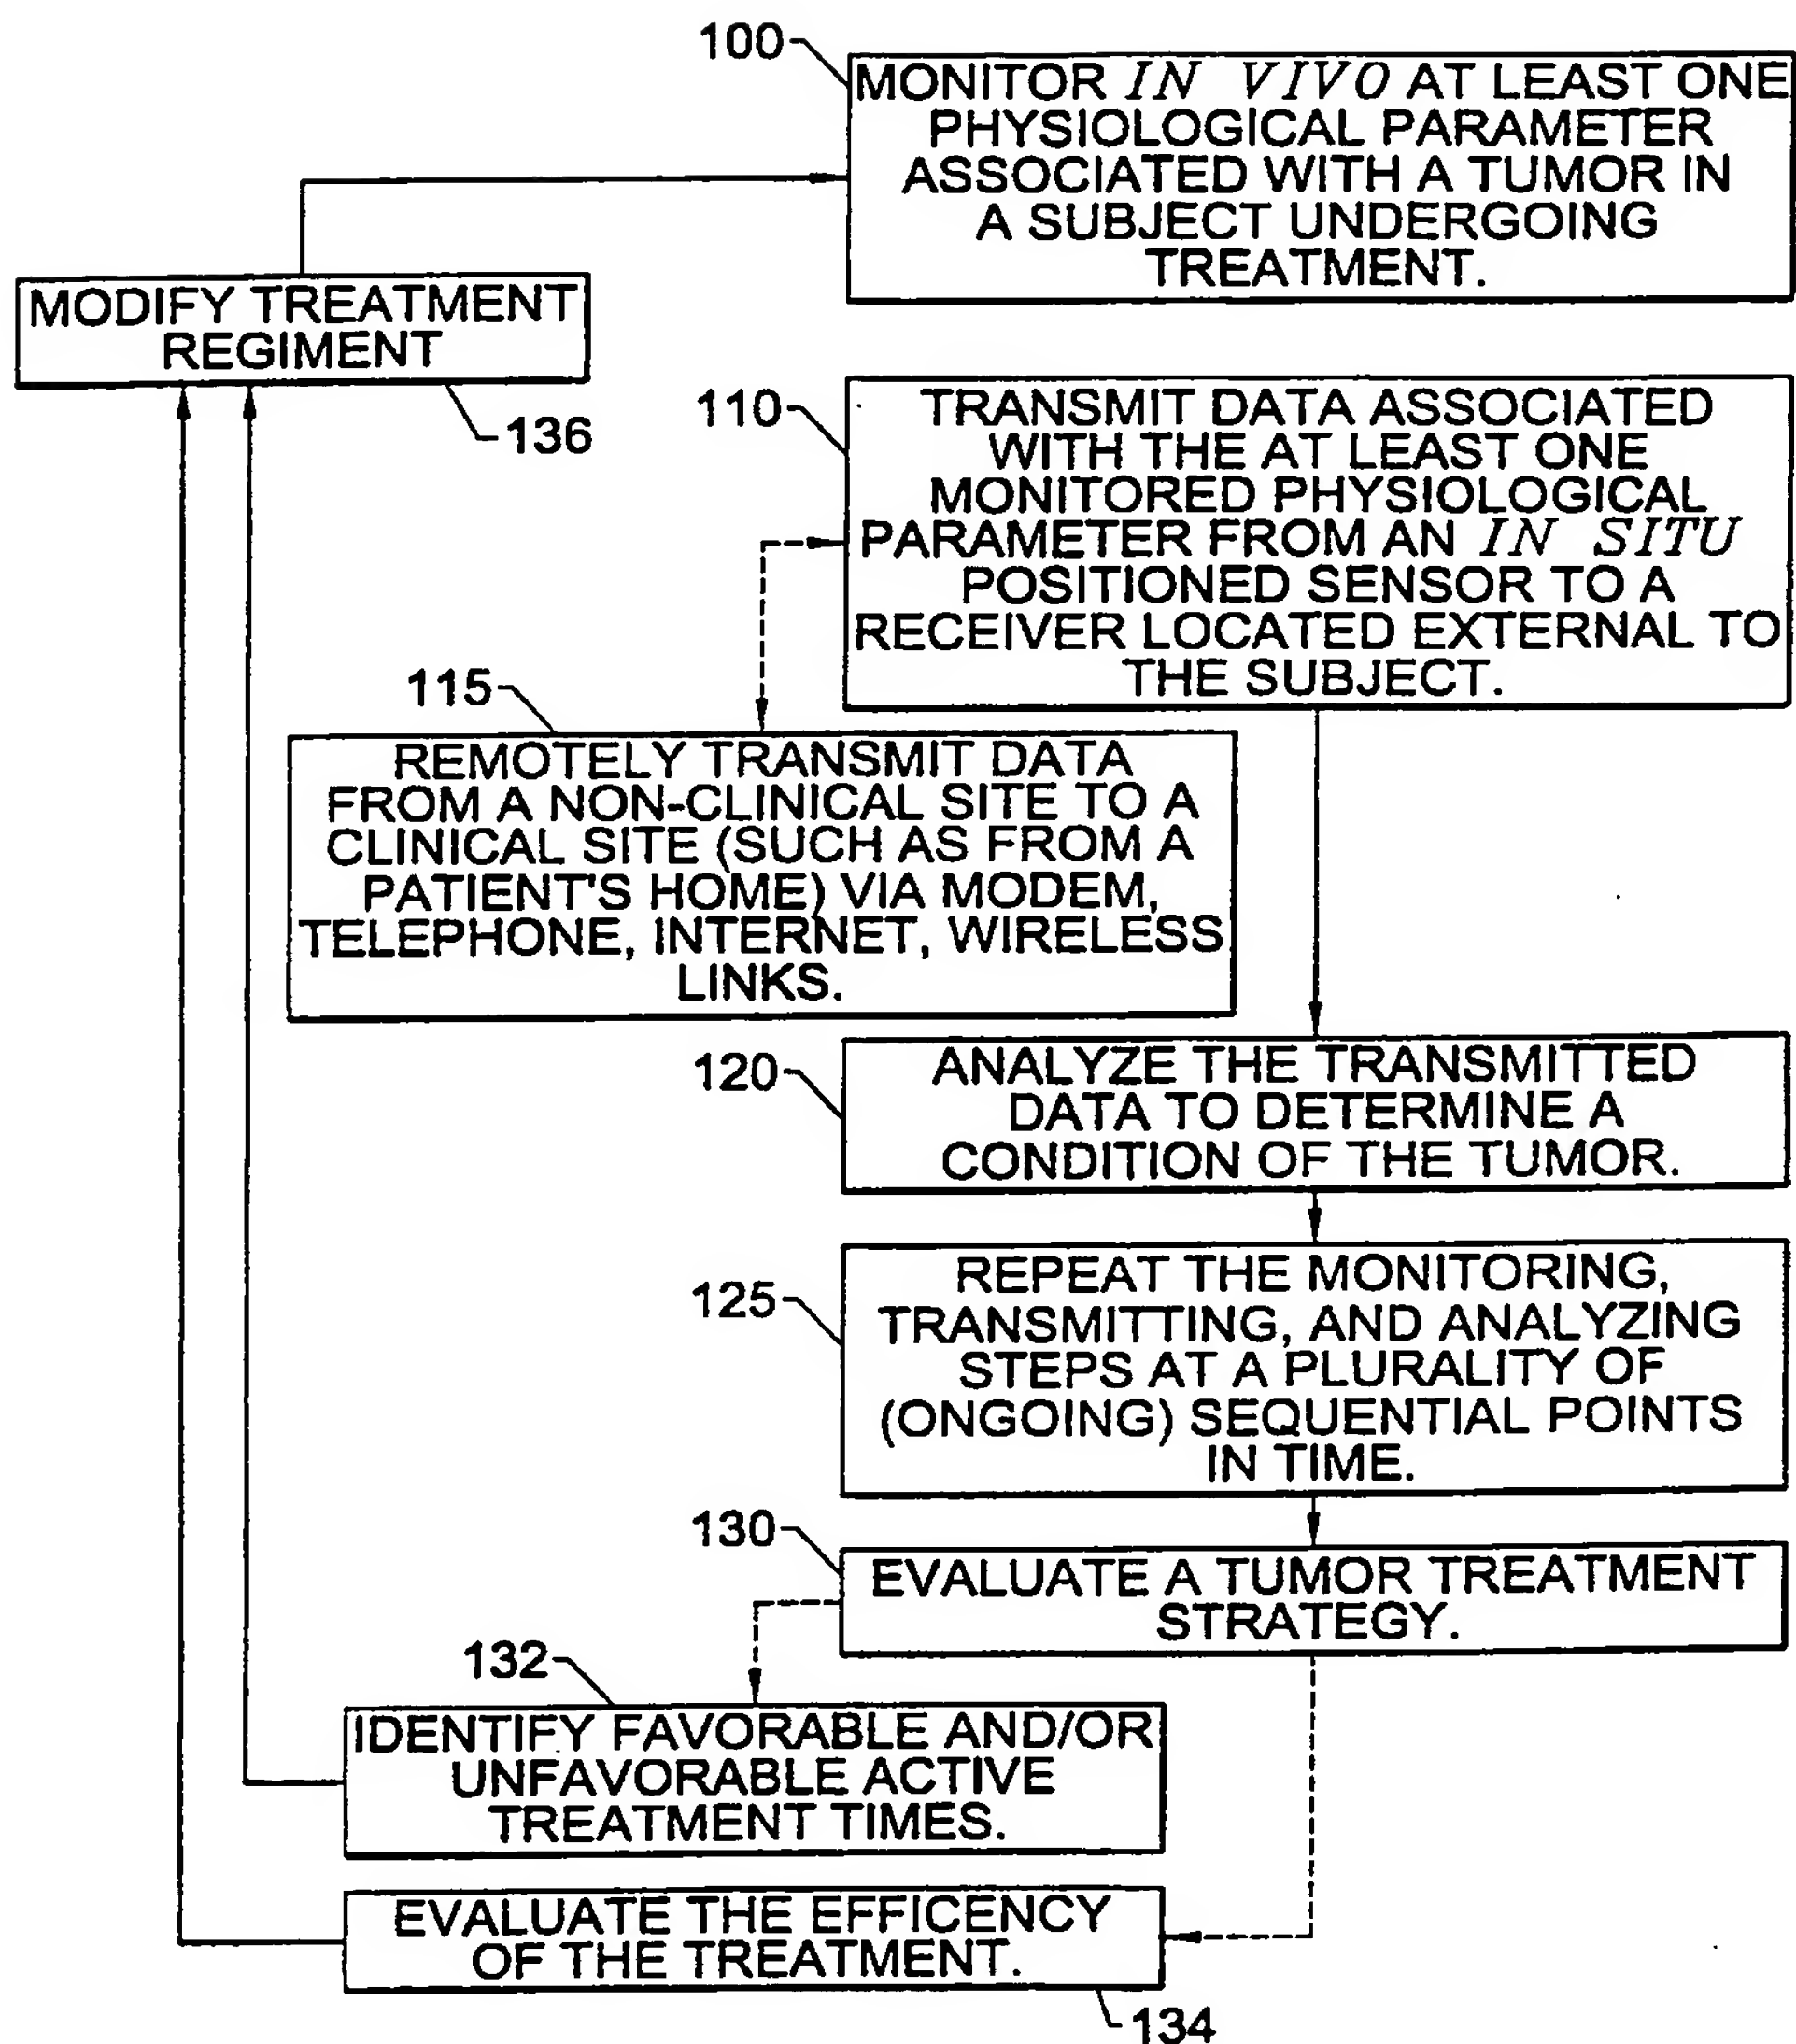 100
MONITOR IN VIVO AT LEAST ONE
PHYSIOLOGICAL PARAMETER
ASSOCIATED WITH A TUMOR IN
A SUBJECT UNDERGOING
TREATMENT.
MODIFY TREATMENT
REGIMENT
136
110
TRANSMIT DATA ASSOCIATED
WITH THE AT LEAST ONE
MONITORED PHYSIOLOGICAL
PARAMETER FROM AN IN SITU
POSITIONED SENSOR TO A
RECEIVER LOCATED EXTERNAL TO
THE SUBJECT.
115
REMOTELY TRANSMIT DATA
FROM A NON-CLINICAL SITE TO A
CLINICAL SITE (SUCH AS FROM A
PATIENT'S HOME) VIA MODEM,
TELEPHONE, INTERNET, WIRELESS
LINKS.
120
ANALYZE THE TRANSMITTED
DATA TO DETERMINE A
CONDITION OF THE TUMOR.
125
REPEAT THE MONITORING,
TRANSMITTING, AND ANALYZING
STEPS AT A PLURALITY OF
(ONGOING) SEQUENTIAL POINTS
IN TIME.
130
EVALUATE A TUMOR TREATMENT
STRATEGY.
132
IDENTIFY FAVORABLE AND/OR
UNFAVORABLE ACTIVE
TREATMENT TIMES.
EVALUATE THE EFFICENCY
OF THE TREATMENT.
134